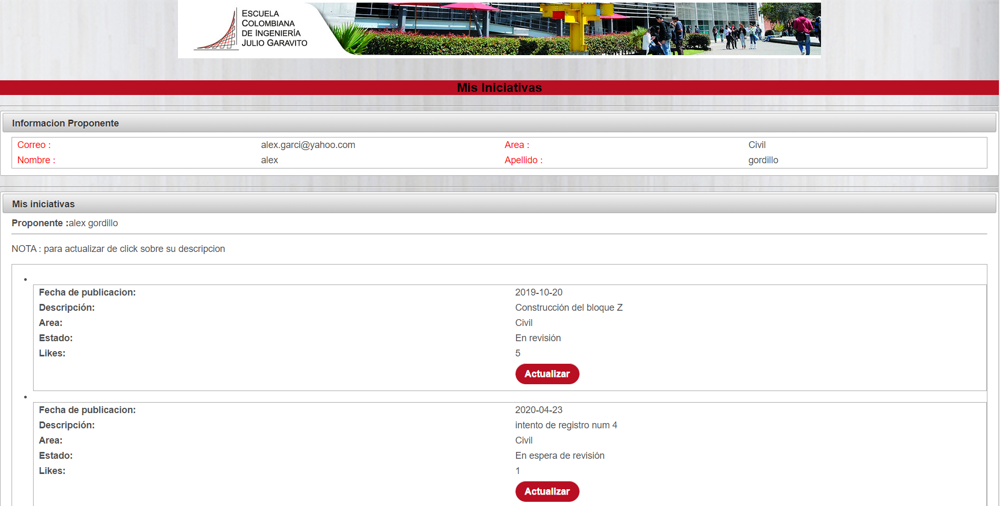 ESCUELA
COLOMBIANA
DE INGENIERÍA
JULIO GARAVITO
Mis Iniciativas
Informacion Proponente
Correo : alex.garci@yahoo.com Area : Civil
Nombre : alex Apellido : gordillo
Mis iniciativas
Proponente :alex gordillo
NOTA : para actualizar de click sobre su descripcion
Fecha de publicacion: 2019-10-20
Descripción: Construcción del bloque Z
Area: Civil
Estado: En revisión
Likes: 5
Actualizar
Fecha de publicacion: 2020-04-23
Descripción: intento de registro num 4
Area: Civil
Estado: En espera de revisión
Likes: 1
Actualizar